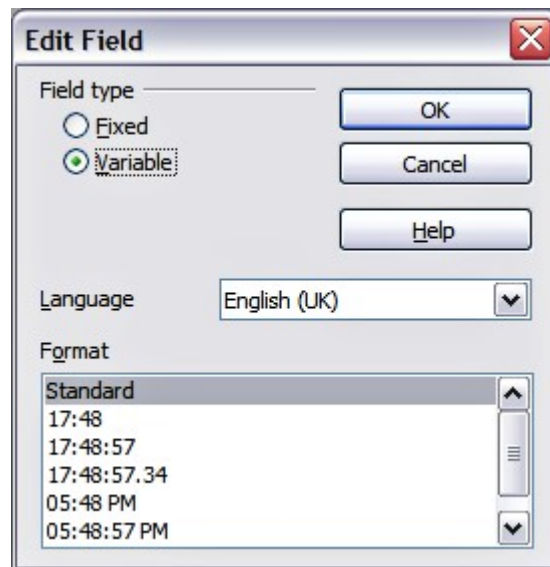 Edit Field
Field type
Fixed
Variable
OK
Cancel
Help
Language
English (UK)
Format
Standard
17:48
17:48:57
17:48:57.34
05:48 PM
05:48:57 PM